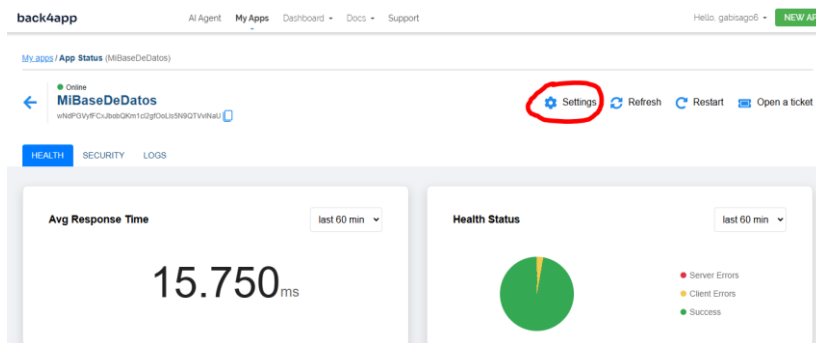 back4app AI Agent My Apps Dashboard Docs Support Hello, gabisago6 NEW AP
My apps / App Status (MiBaseDeDatos)
Online
MiBaseDeDatos
Settings Refresh Restart Open a ticket
HEALTH SECURITY LOGS
Avg Response Time last 60 min
15.750ms
Health Status last 60 min
Server Errors
Client Errors
Success